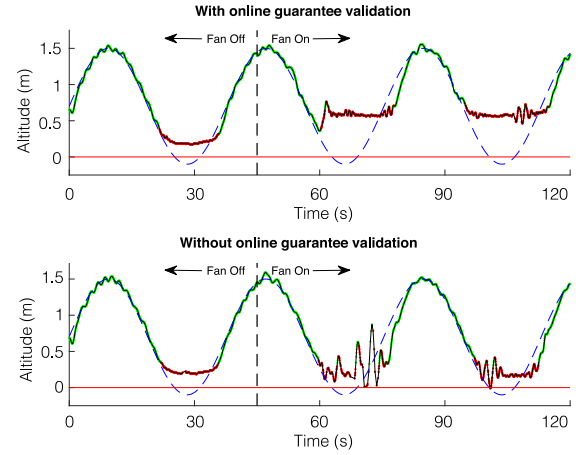 With online guarantee validation
Fan Off Fan On
Altitude (m)
1.5
1
0.5
0
0 30 60 90 120
Time (s)
Without online guarantee validation
Fan Off Fan On
Altitude (m)
1.5
1
0.5
0
0 30 60 90 120
Time (s)